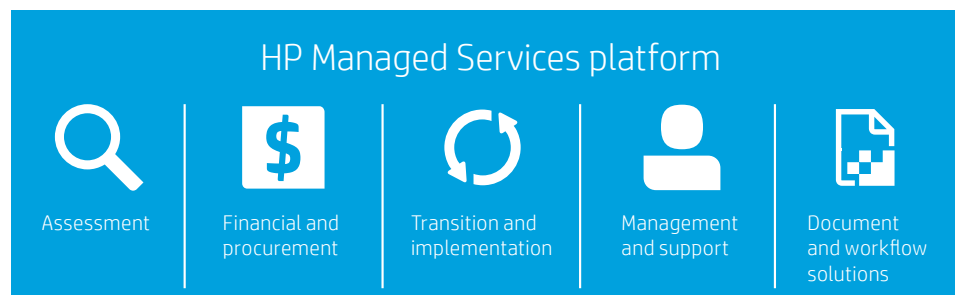 HP Managed Services platform
$
Assessment
Financial and
procurement
Transition and
implementation
Management
and support
Document
and workflow
solutions